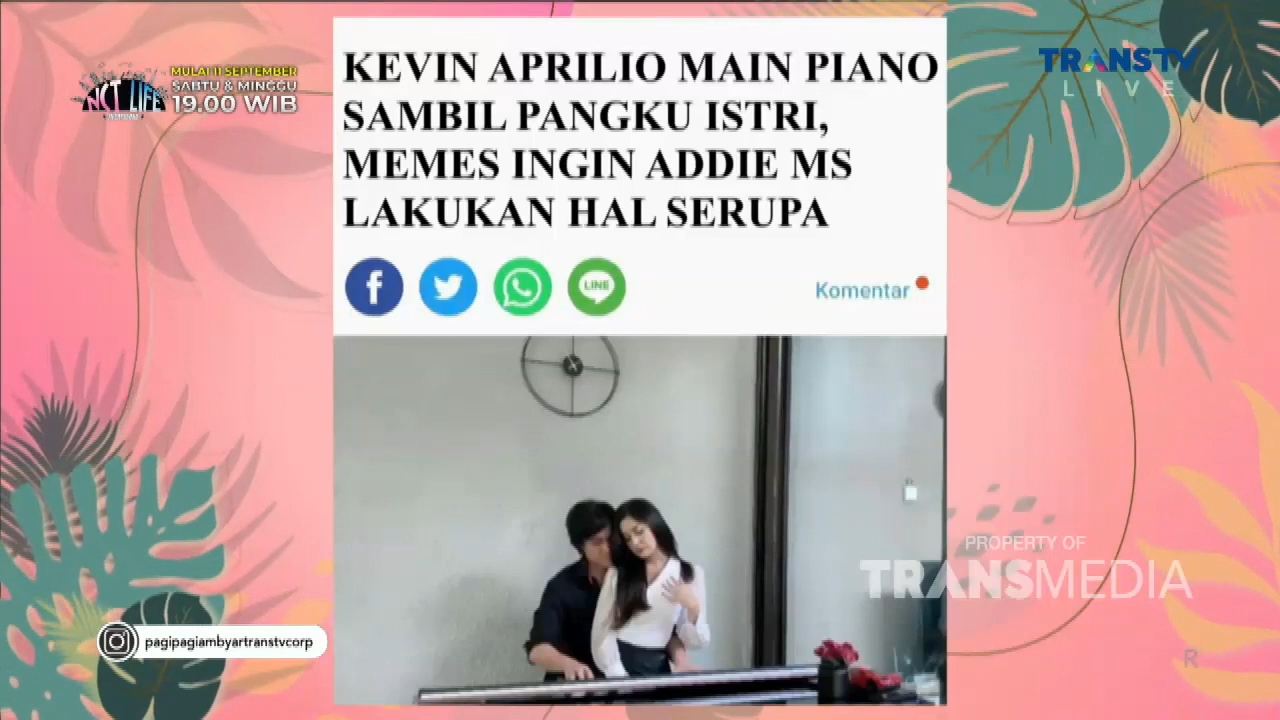 NCT LIFE
MULAI 11 SEPTEMBER
SABTU & MINGGU
19.00 WIB
TRANSTV
LIVE
KEVIN APRILIO MAIN PIANO
SAMBIL PANGKU ISTRI,
MEMES INGIN ADDIE MS
LAKUKAN HAL SERUPA
LINE
Komentar
PROPERTY OF
TRANSMEDIA
pagipagiambyartranstvcorp
R